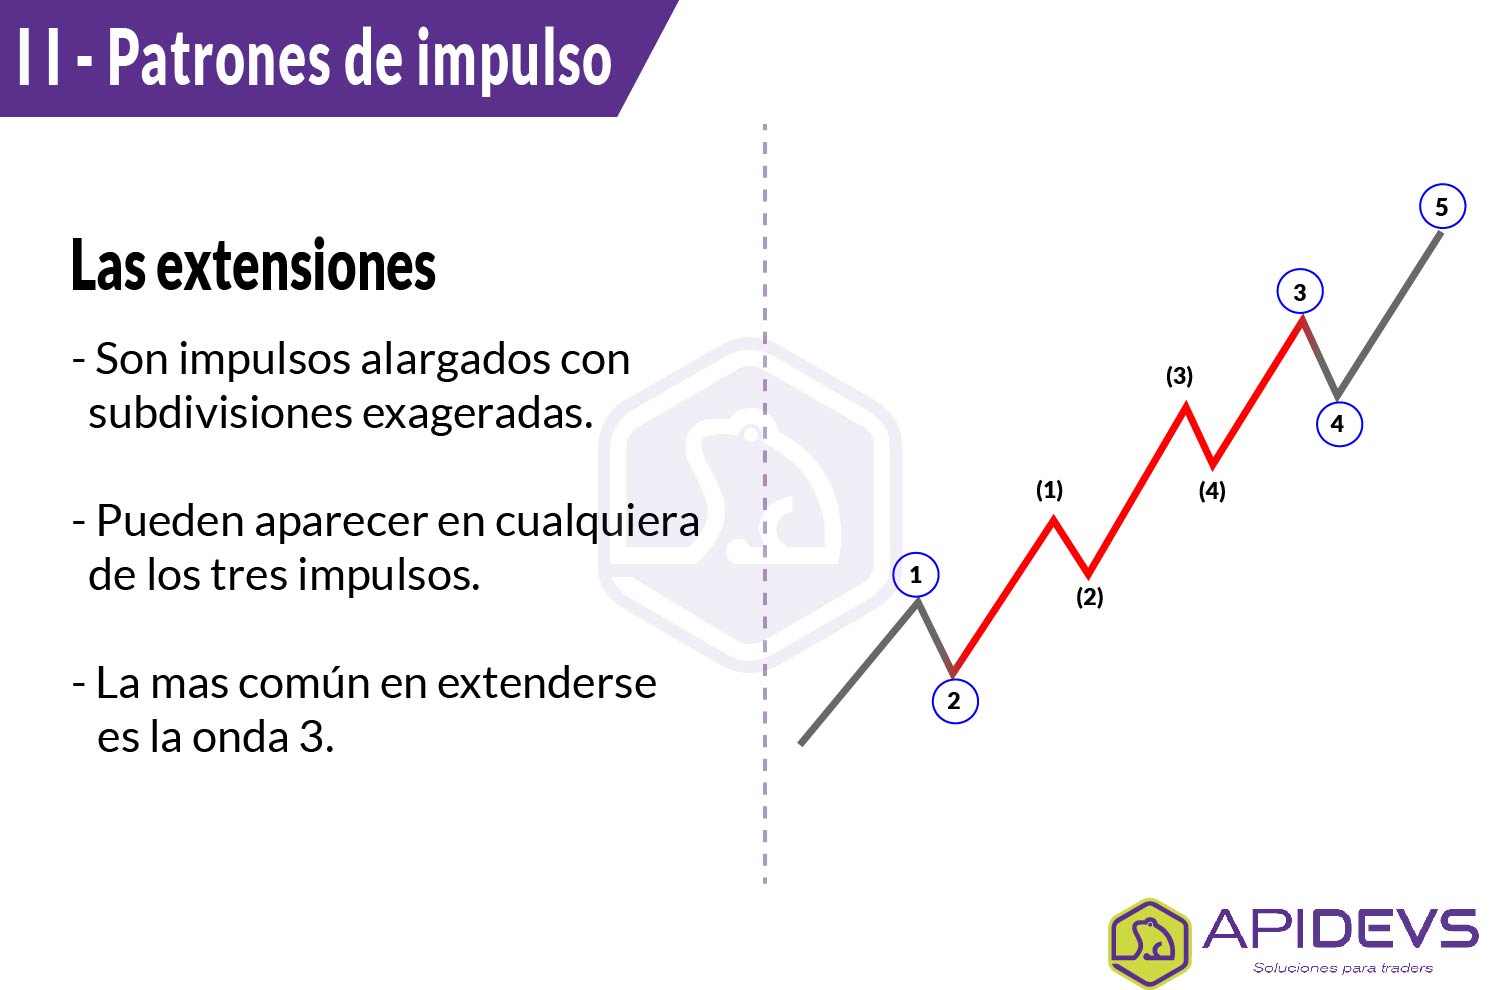 I I - Patrones de impulso
Las extensiones
- Son impulsos alargados con
subdivisiones exageradas.
- Pueden aparecer en cualquiera
de los tres impulsos.
- La mas común en extenderse
es la onda 3.
5
3
(3)
4
(1)
(4)
1
(2)
2
APIDEVS
Soluciones para traders